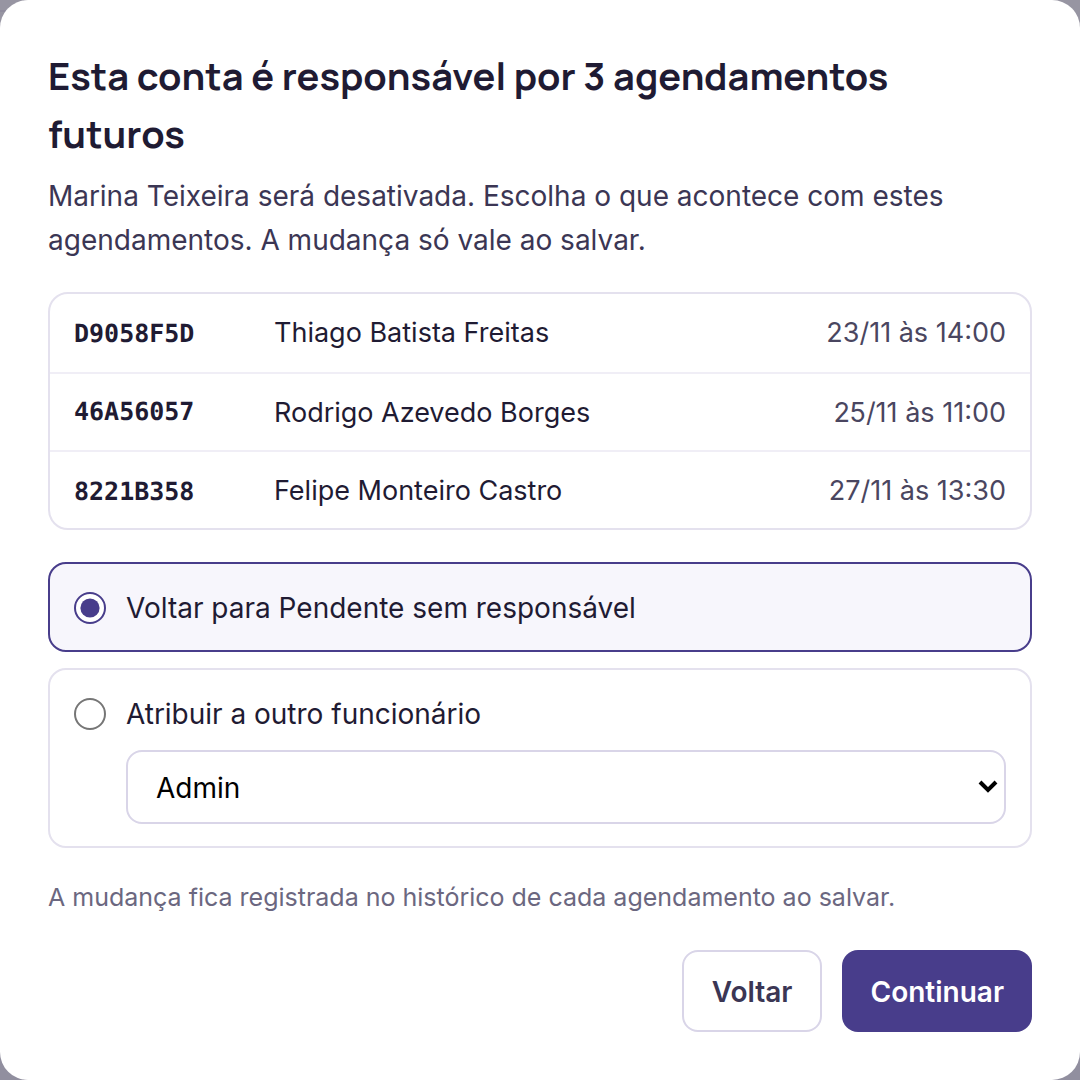 Esta conta é responsável por 3 agendamentos
futuros
Marina Teixeira será desativada. Escolha o que acontece com estes
agendamentos. A mudança só vale ao salvar.
D9058F5D Thiago Batista Freitas 23/11 às 14:00
46A56057 Rodrigo Azevedo Borges 25/11 às 11:00
8221B358 Felipe Monteiro Castro 27/11 às 13:30
Voltar para Pendente sem responsável
Atribuir a outro funcionário
Admin
A mudança fica registrada no histórico de cada agendamento ao salvar.
Voltar Continuar